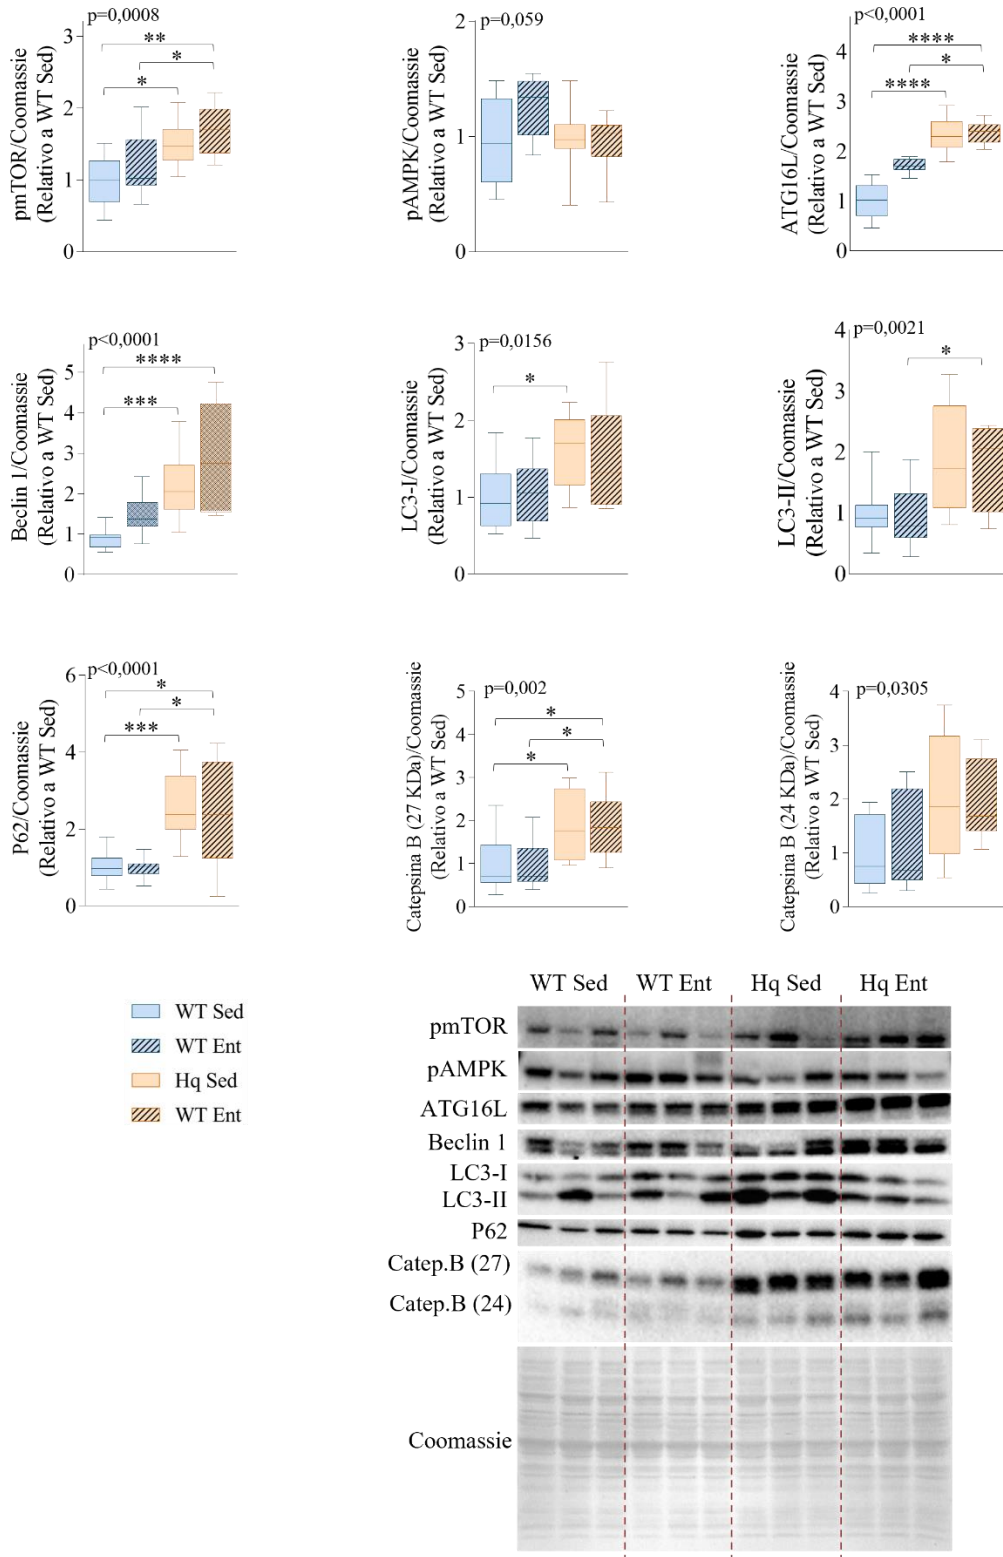 p=0,0008
pmTOR/Coomassie
(Relativo a WT Sed)
3
2
1
0
**
*
*
p=0,059
pAMPK/Coomassie
(Relativo a WT Sed)
2
1
0
p<0,0001
ATG16L/Coomassie
(Relativo a WT Sed)
4
3
2
1
0
****
*
****
p<0,0001
Beclin 1/Coomassie
(Relativo a WT Sed)
5
4
3
2
1
0
****
***
p=0,0156
LC3-I/Coomassie
(Relativo a WT Sed)
3
2
1
0
*
p=0,0021
LC3-II/Coomassie
(Relativo a WT Sed)
4
3
2
1
0
*
p<0,0001
P62/Coomassie
(Relativo a WT Sed)
6
4
2
0
*
*
***
p=0,002
Catepsina B (27 KDa)/Coomassie
(Relativo a WT Sed)
5
4
3
2
1
0
*
*
*
p=0,0305
Catepsina B (24 KDa)/Coomassie
(Relativo a WT Sed)
4
3
2
1
0
WT Sed
WT Ent
Hq Sed
WT Ent
WT Sed WT Ent Hq Sed Hq Ent
pmTOR
pAMPK
ATG16L
Beclin 1
LC3-I
LC3-II
P62
Catep.B (27)
Catep.B (24)
Coomassie